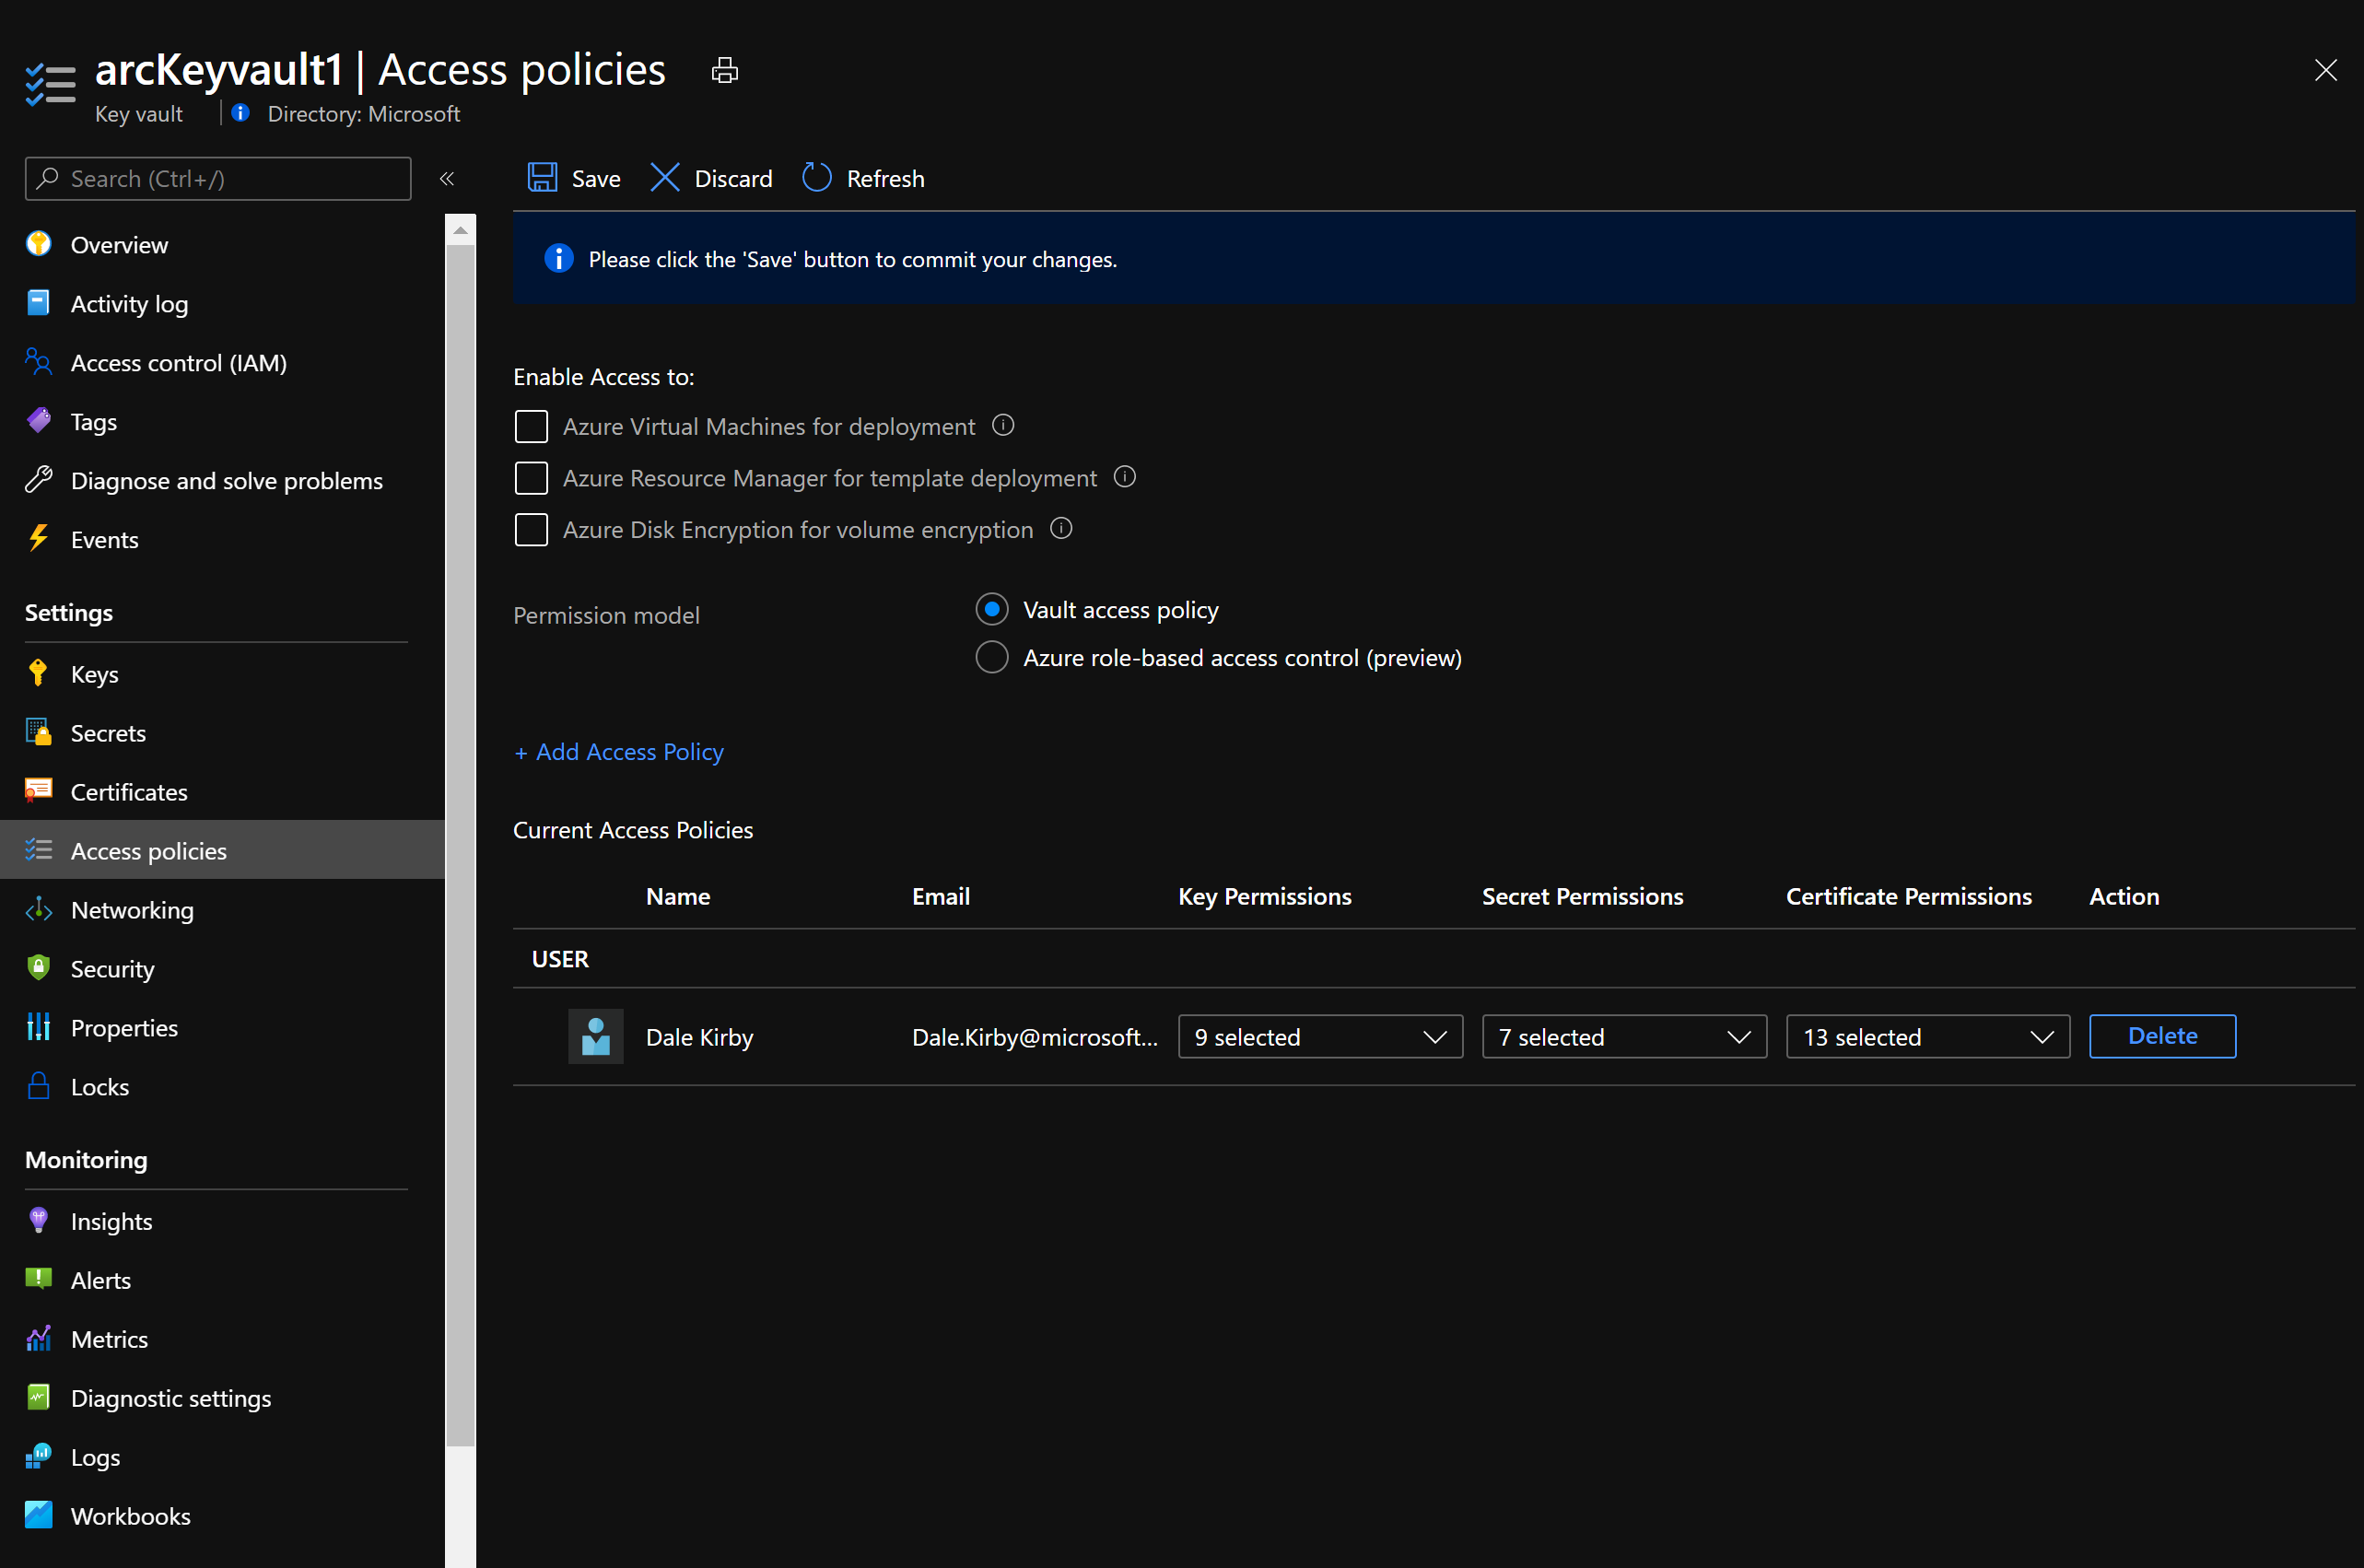 arcKeyvault1 | Access policies
Key vault
Directory: Microsoft
Search (Ctrl+/)
«
Overview
Activity log
Access control (IAM)
Tags
Diagnose and solve problems
Events
Settings
Keys
Secrets
Certificates
Access policies
Networking
Security
Properties
Locks
Monitoring
Insights
Alerts
Metrics
Diagnostic settings
Logs
Workbooks
Save Discard Refresh
Please click the 'Save' button to commit your changes.
Enable Access to:
Azure Virtual Machines for deployment
Azure Resource Manager for template deployment
Azure Disk Encryption for volume encryption
Permission model
Vault access policy
Azure role-based access control (preview)
+ Add Access Policy
Current Access Policies
Name Email Key Permissions Secret Permissions Certificate Permissions Action
USER
Dale Kirby Dale.Kirby@microsoft... 9 selected 7 selected 13 selected Delete